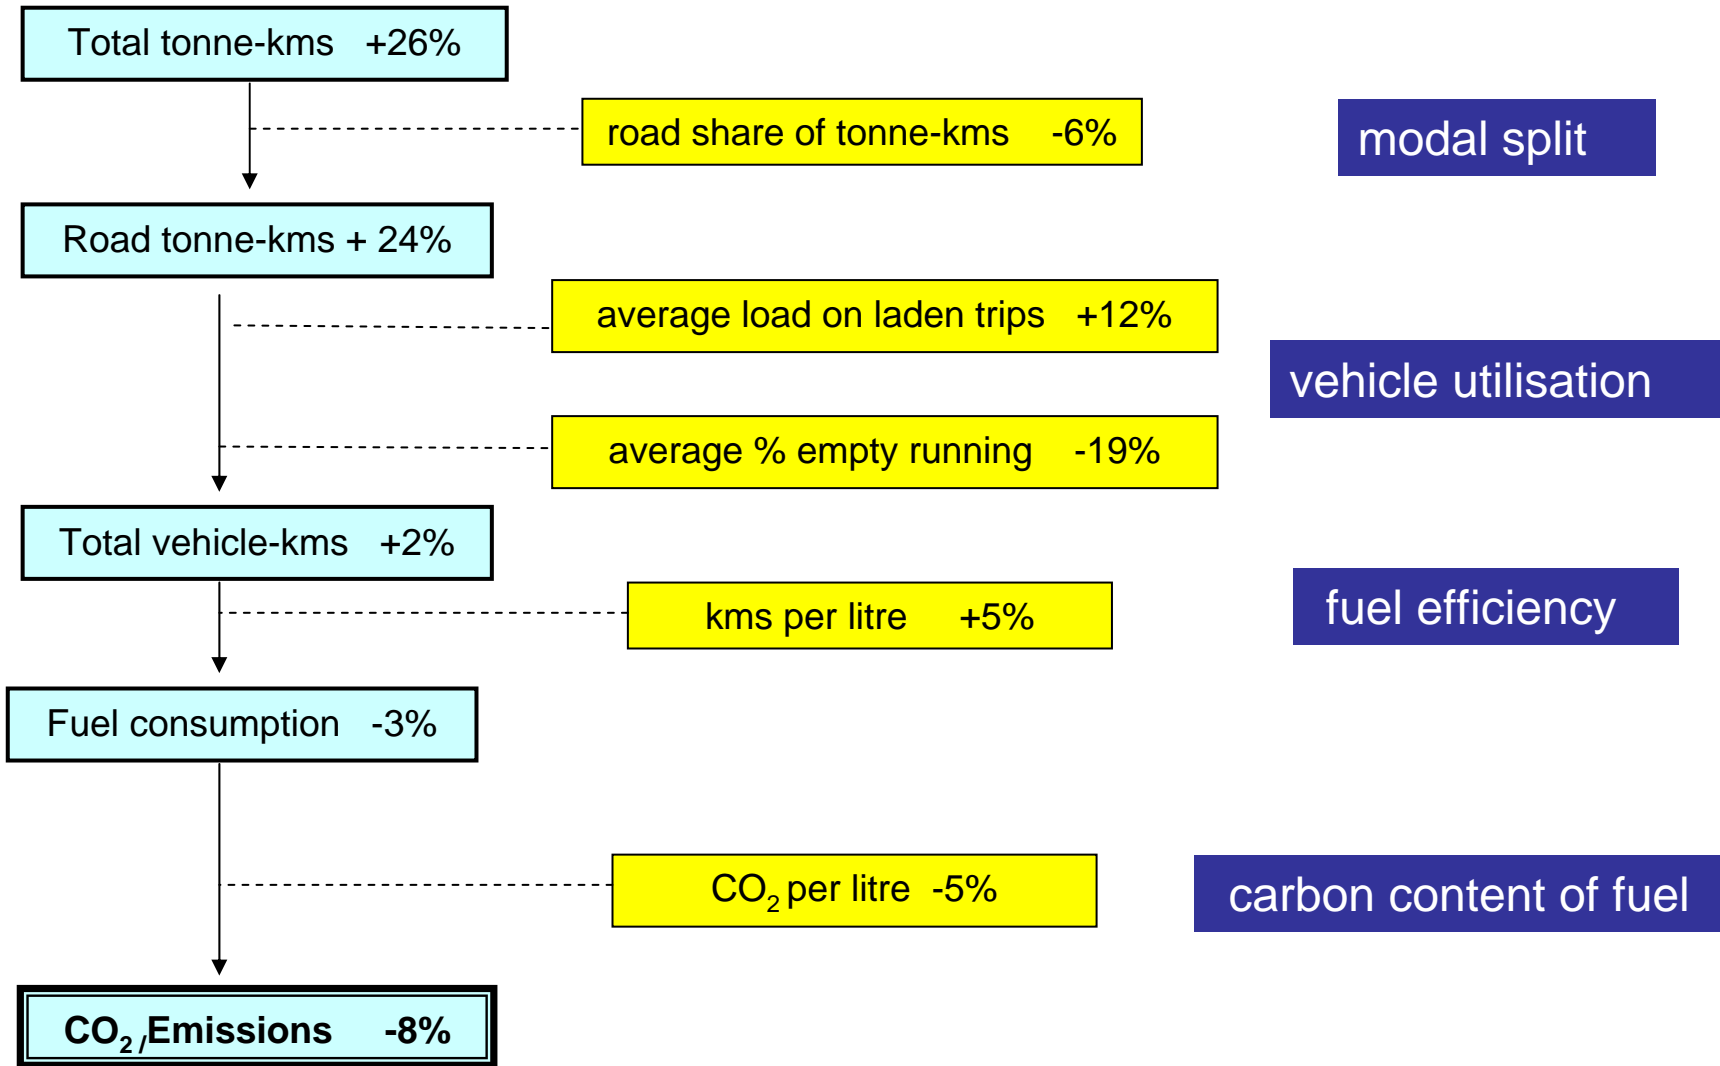 Total tonne-kms +26%
road share of tonne-kms -6%
modal split
Road tonne-kms + 24%
average load on laden trips +12%
vehicle utilisation
average % empty running -19%
Total vehicle-kms +2%
kms per litre +5%
fuel efficiency
Fuel consumption -3%
CO2 per litre -5%
carbon content of fuel
CO2 /Emissions -8%